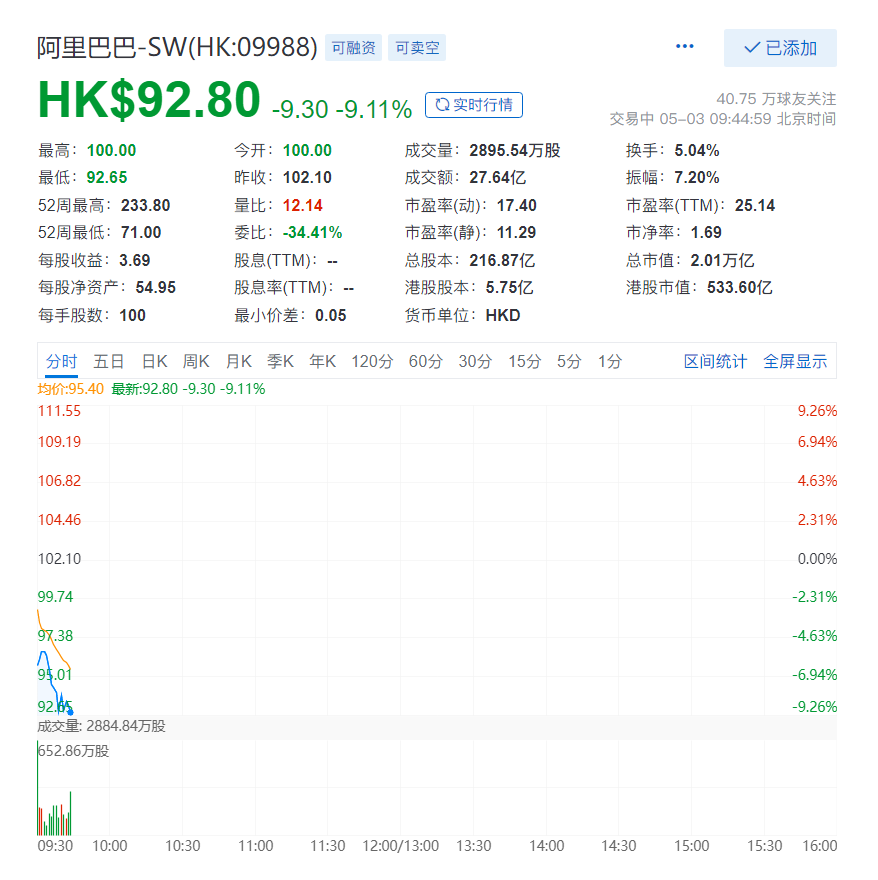 阿里巴巴-SW(HK:09988) 可融资 可卖空 ••• 已添加
HK$92.80 -9.30 -9.11% 实时行情
40.75 万球友关注
交易中 05-03 09:44:59 北京时间
最高: 100.00 今开: 100.00 成交量: 2895.54万股 换手: 5.04%
最低: 92.65 昨收: 102.10 成交额: 27.64亿 振幅: 7.20%
52周最高: 233.80 量比: 12.14 市盈率(动): 17.40 市盈率(TTM): 25.14
52周最低: 71.00 委比: -34.41% 市盈率(静): 11.29 市净率: 1.69
每股收益: 3.69 股息(TTM): -- 总股本: 216.87亿 总市值: 2.01万亿
每股净资产: 54.95 股息率(TTM): -- 港股股本: 5.75亿 港股市值: 533.60亿
每手股数: 100 最小价差: 0.05 货币单位: HKD
分时 五日 日K 周K 月K 季K 年K 120分 60分 30分 15分 5分 1分 区间统计 全屏显示
均价:95.40 最新:92.80 -9.30 -9.11%
111.55 9.26%
109.19 6.94%
106.82 4.63%
104.46 2.31%
102.10 0.00%
99.74 -2.31%
97.38 -4.63%
95.01 -6.94%
92.65 -9.26%
成交量: 2884.84万股
652.86万股
09:30 10:00 10:30 11:00 11:30 12:00/13:00 13:30 14:00 14:30 15:00 15:30 16:00